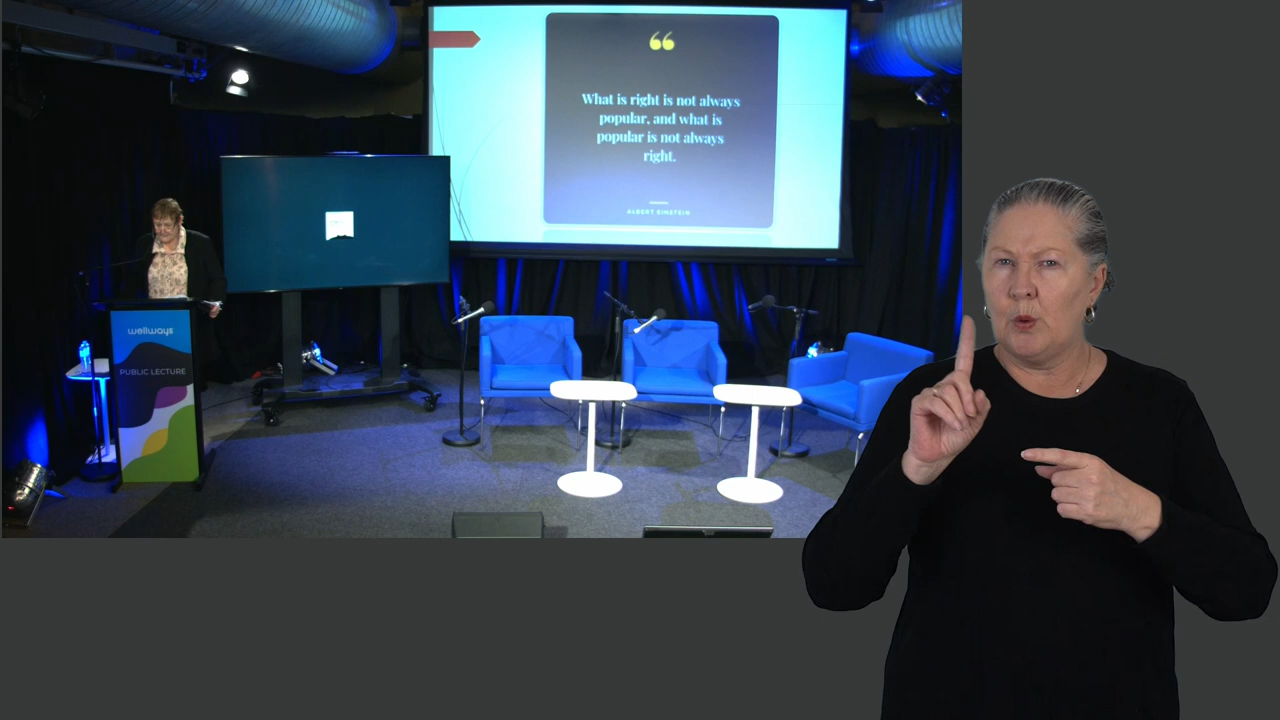 “
What is right is not always
popular, and what is
popular is not always
right.
ALBERT EINSTEIN
wellways
PUBLIC LECTURE